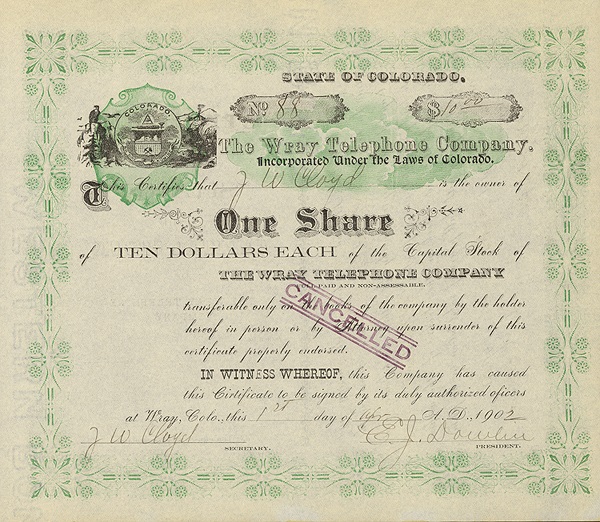 STATE OF COLORADO.
No 88 $10.00
COLORADO.
The Wray Telephone Company.
Incorporated Under the Laws of Colorado.
This Certifies that J W Cloyd is the owner of
One Share
of TEN DOLLARS EACH of the Capital Stock of
THE WRAY TELEPHONE COMPANY
FULL PAID AND NON-ASSESSABLE.
transferable only on the books of the company by the holder
hereof in person or by Attorney upon surrender of this
certificate properly endorsed.
CANCELLED
IN WITNESS WHEREOF, this Company has caused
this Certificate to be signed by its duly authorized oficers
at Wray, Colo., this 1st day of A.D., 1902
J W Cloyd E. J.
SECRETARY. PRESIDENT.